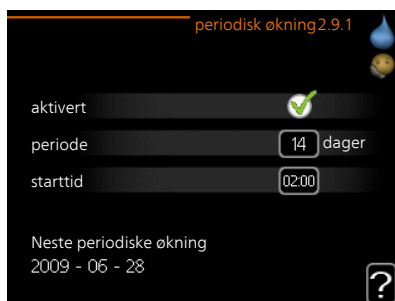 periodisk økning 2.9.1
aktivert
periode 14 dager
starttid 02:00
Neste periodiske økning
2009 - 06 - 28
?